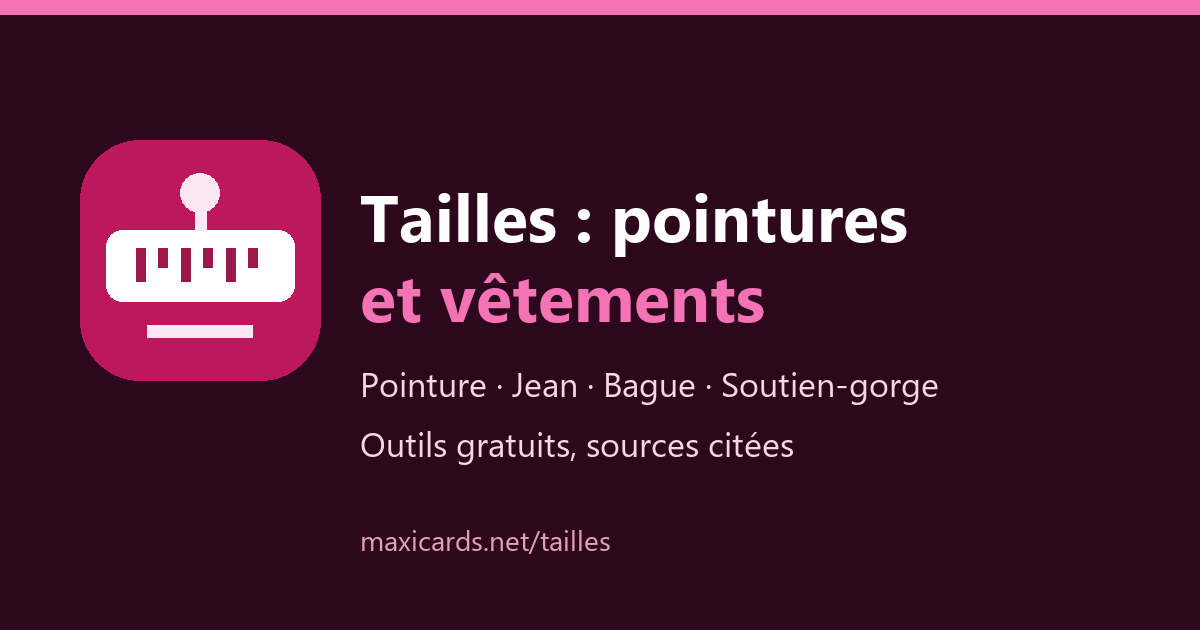 Tailles : pointures
et vêtements
Pointure · Jean · Bague · Soutien-gorge
Outils gratuits, sources citées
maxicards.net/tailles